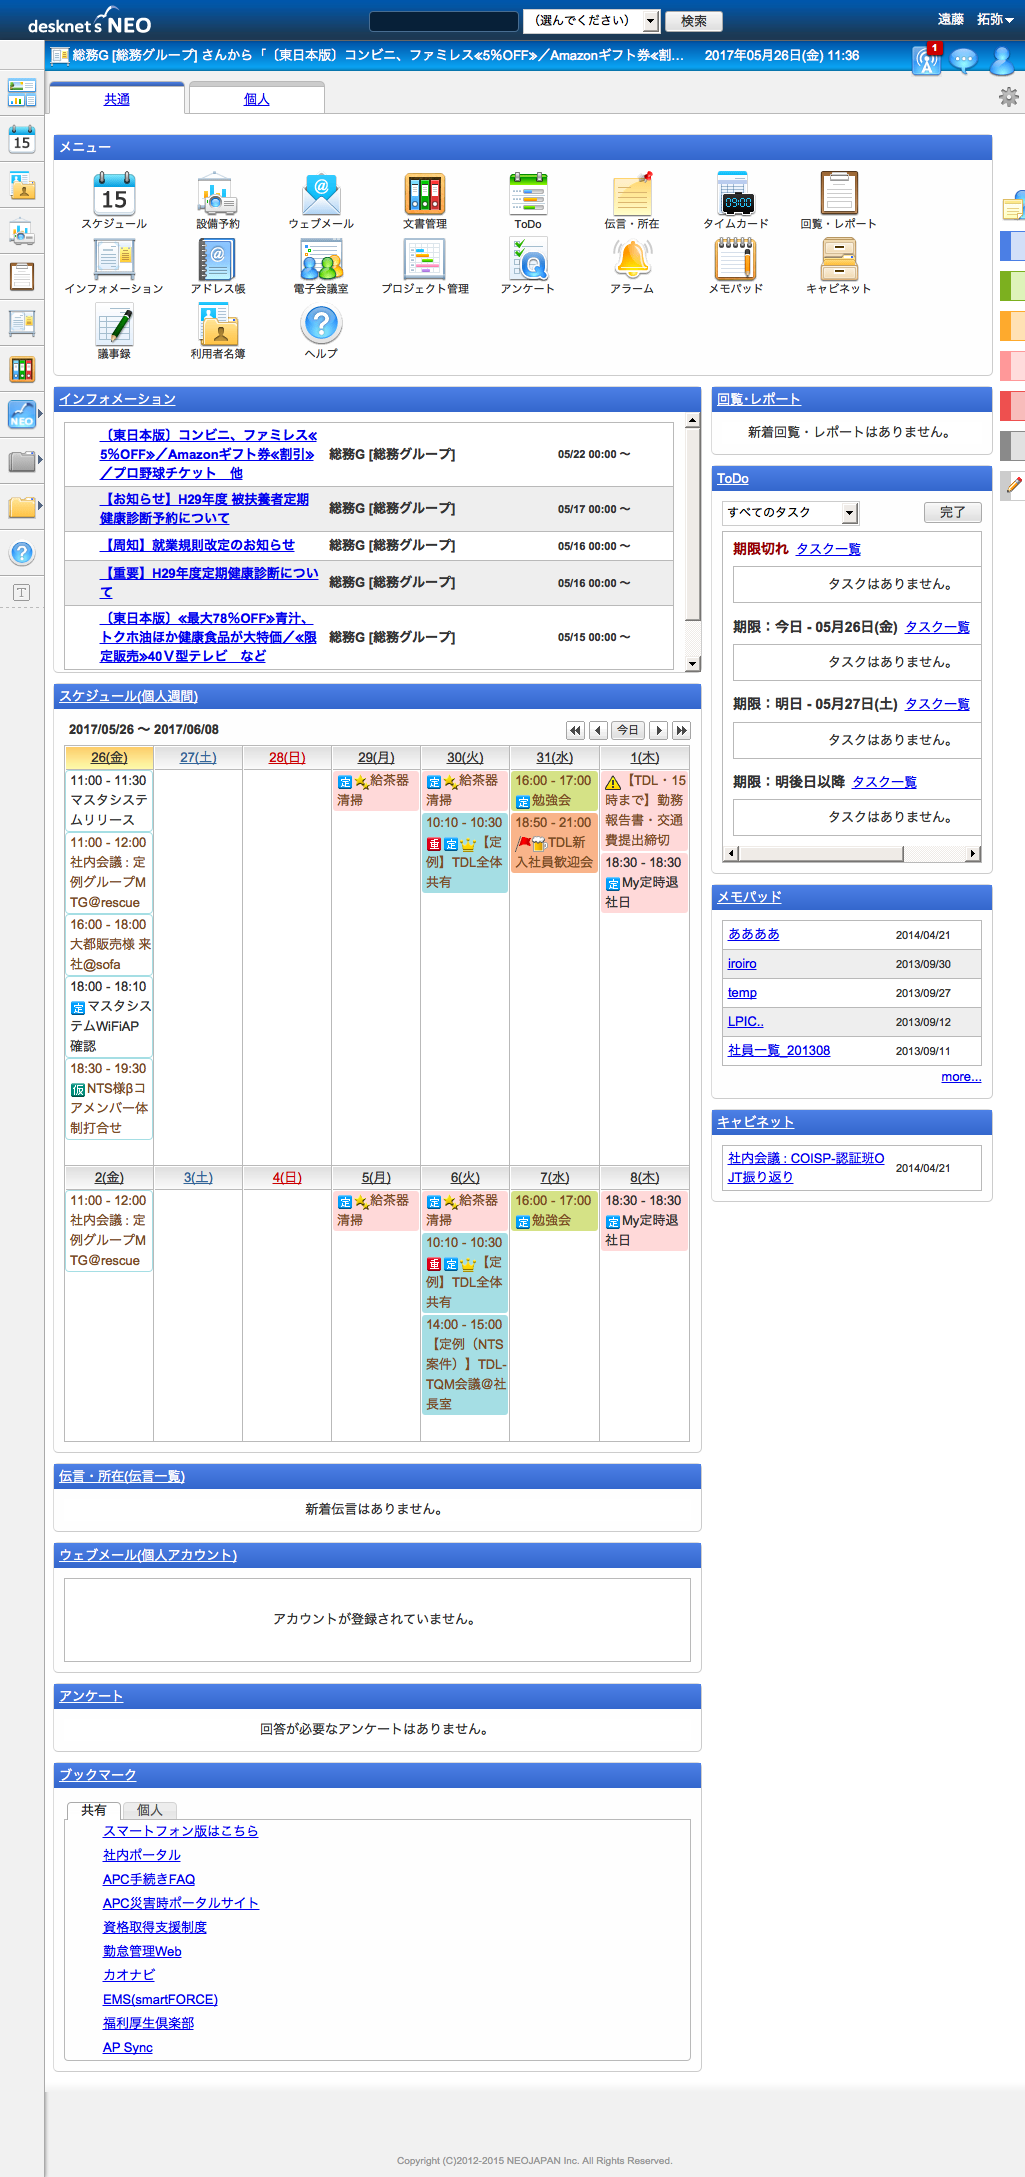 desknet's NEO
(選んでください)
検索
遠藤 拓弥
総務G [総務グループ] さんから「〔東日本版〕コンビニ、ファミレス≪5%OFF≫／Amazonギフト券≪割引...
2017年05月26日(金) 11:36
1
共通
個人
メニュー
15
スケジュール
設備予約
ウェブメール
文書管理
ToDo
伝言・所在
09:00
タイムカード
回覧・レポート
インフォメーション
アドレス帳
電子会議室
プロジェクト管理
アンケート
アラーム
メモパッド
キャビネット
議事録
利用者名簿
ヘルプ
15
NEO
T
インフォメーション
〔東日本版〕コンビニ、ファミレス≪
5%OFF≫／Amazonギフト券≪割引≫
／プロ野球チケット 他
総務G [総務グループ]
05/22 00:00 〜
【お知らせ】H29年度 被扶養者定期
健康診断予約について
総務G [総務グループ]
05/17 00:00 〜
【周知】就業規則改定のお知らせ
総務G [総務グループ]
05/16 00:00 〜
【重要】H29年度定期健康診断につい
て
総務G [総務グループ]
05/16 00:00 〜
〔東日本版〕≪最大78%OFF≫青汁、
トクホ油ほか健康食品が大特価／≪限
定販売≫40Ｖ型テレビ など
総務G [総務グループ]
05/15 00:00 〜
スケジュール(個人週間)
2017/05/26 〜 2017/06/08
今日
26(金)
27(土)
28(日)
29(月)
30(火)
31(水)
1(木)
11:00 - 11:30
マスタシステ
ムリリース
11:00 - 12:00
社内会議 : 定
例グループM
TG@rescue
16:00 - 18:00
大都販売様 来
社@sofa
18:00 - 18:10
定マスタシス
テムWiFiAP
確認
18:30 - 19:30
仮NTS様βコ
アメンバー体
制打合せ
定給茶器
清掃
定給茶器
清掃
10:10 - 10:30
重定【定
例】TDL全体
共有
16:00 - 17:00
定勉強会
18:50 - 21:00
TDL新
入社員歓迎会
【TDL・15
時まで】勤務
報告書・交通
費提出締切
18:30 - 18:30
定My定時退
社日
2(金)
3(土)
4(日)
5(月)
6(火)
7(水)
8(木)
11:00 - 12:00
社内会議 : 定
例グループM
TG@rescue
定給茶器
清掃
定給茶器
清掃
10:10 - 10:30
重定【定
例】TDL全体
共有
14:00 - 15:00
【定例（NTS
案件）】TDL-
TQM会議@社
長室
16:00 - 17:00
定勉強会
18:30 - 18:30
定My定時退
社日
伝言・所在(伝言一覧)
新着伝言はありません。
ウェブメール(個人アカウント)
アカウントが登録されていません。
アンケート
回答が必要なアンケートはありません。
ブックマーク
共有
個人
スマートフォン版はこちら
社内ポータル
APC手続きFAQ
APC災害時ポータルサイト
資格取得支援制度
勤怠管理Web
カオナビ
EMS(smartFORCE)
福利厚生倶楽部
AP Sync
回覧･レポート
新着回覧・レポートはありません。
ToDo
すべてのタスク
完了
期限切れ タスク一覧
タスクはありません。
期限：今日 - 05月26日(金) タスク一覧
タスクはありません。
期限：明日 - 05月27日(土) タスク一覧
タスクはありません。
期限：明後日以降 タスク一覧
タスクはありません。
メモパッド
ああああ
2014/04/21
iroiro
2013/09/30
temp
2013/09/27
LPIC..
2013/09/12
社員一覧_201308
2013/09/11
more...
キャビネット
社内会議 : COISP-認証班O
JT振り返り
2014/04/21
Copyright (C)2012-2015 NEOJAPAN Inc. All Rights Reserved.